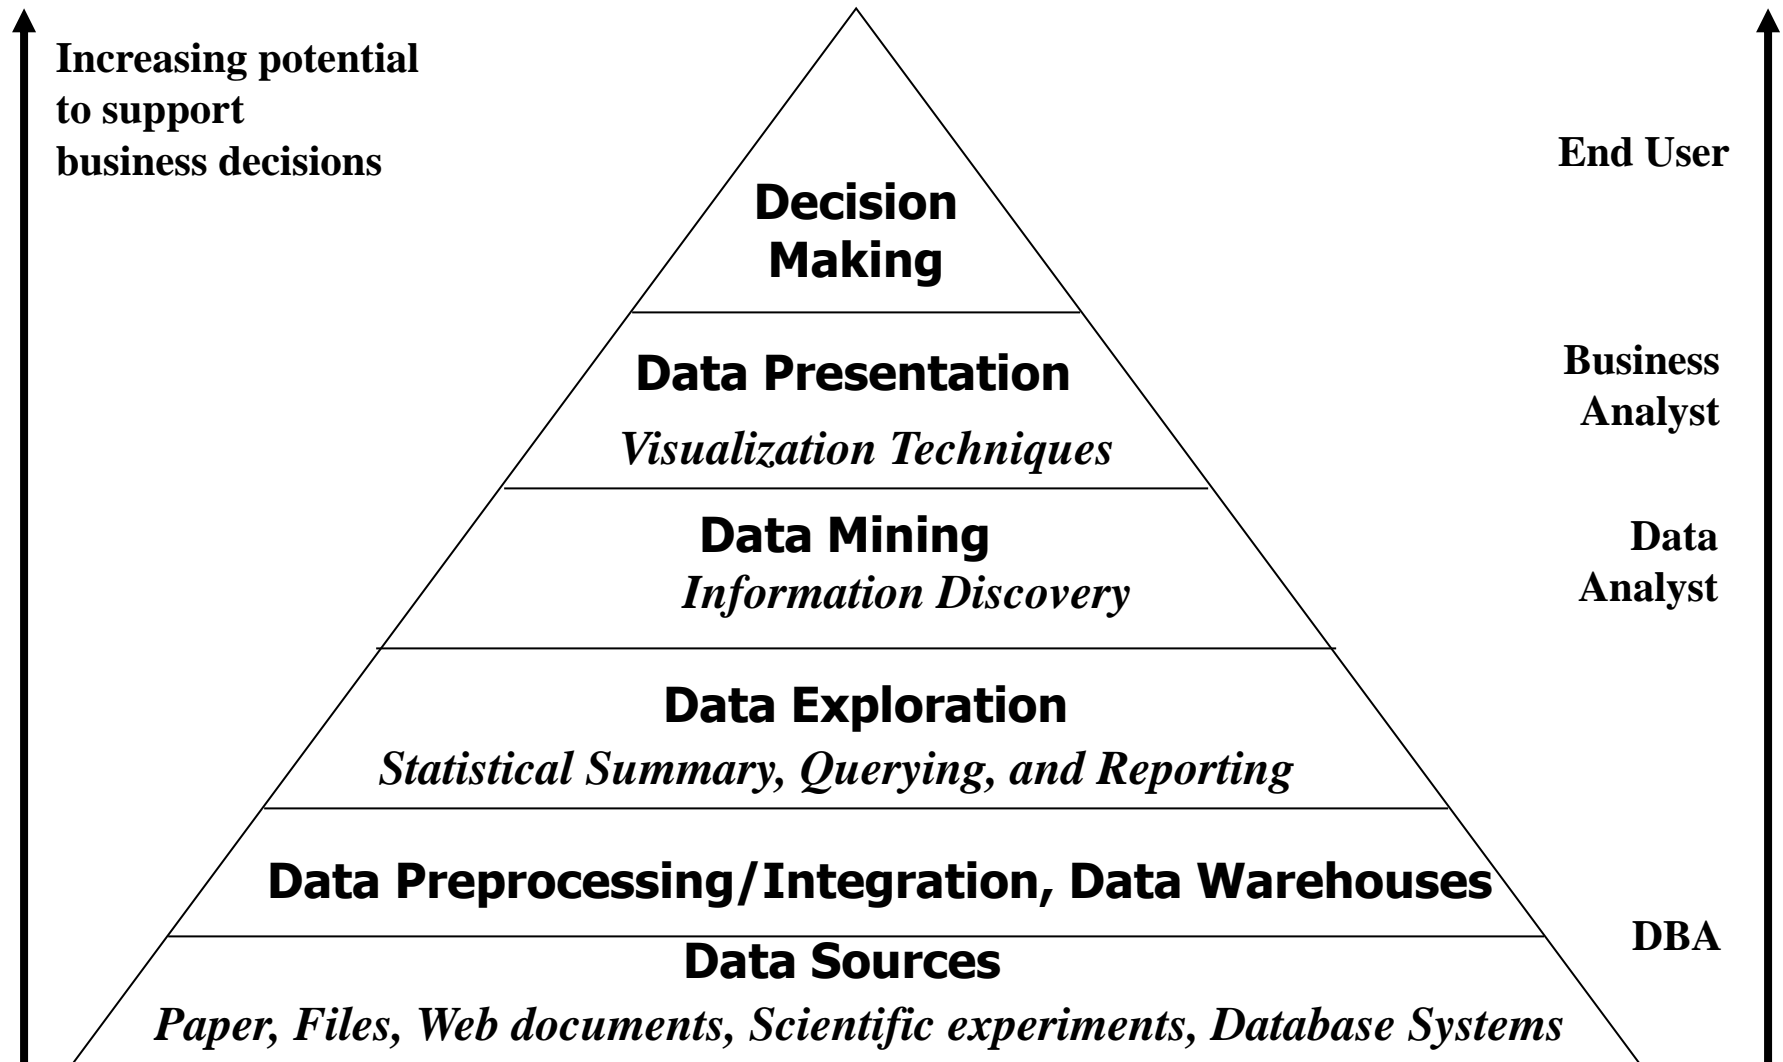 Increasing potential
to support
business decisions
End User
Decision
Making
Data Presentation
Visualization Techniques
Business
Analyst
Data Mining
Information Discovery
Data
Analyst
Data Exploration
Statistical Summary, Querying, and Reporting
Data Preprocessing/Integration, Data Warehouses
DBA
Data Sources
Paper, Files, Web documents, Scientific experiments, Database Systems